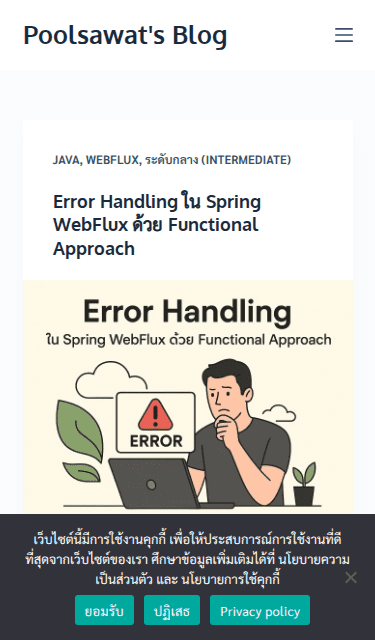 Poolsawat's Blog
JAVA, WEBFLUX, ระดับกลาง (INTERMEDIATE)
Error Handling ใน Spring
WebFlux ด้วย Functional
Approach
Error Handling
ใน Spring WebFlux ด้วย Functional Approach
ERROR
เว็บไซต์นี้มีการใช้งานคุกกี้ เพื่อให้ประสบการณ์การใช้งานที่ดี
ที่สุดจากเว็บไซต์ของเรา ศึกษาข้อมูลเพิ่มเติมได้ที่ นโยบายความ
เป็นส่วนตัว และ นโยบายการใช้คุกกี้
ยอมรับ ปฏิเสธ Privacy policy